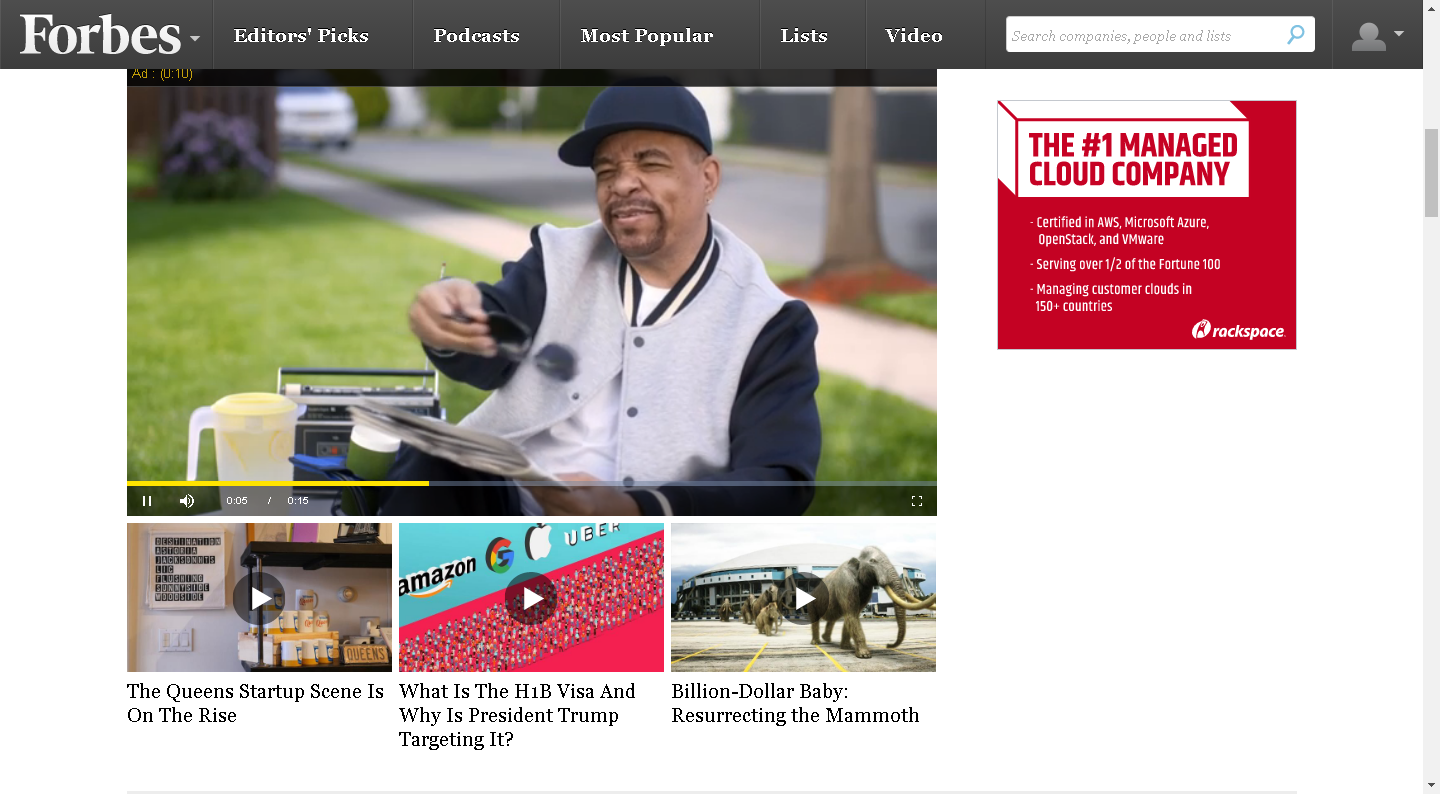 Forbes
Editors' Picks
Podcasts
Most Popular
Lists
Video
Search companies, people and lists
Ad : (0:10)
THE #1 MANAGED
CLOUD COMPANY
- Certified in AWS, Microsoft Azure,
OpenStack, and VMware
- Serving over 1/2 of the Fortune 100
- Managing customer clouds in
150+ countries
rackspace.
0:05 / 0:15
DESTINATION
ASTORIA
JACKSONHTS
LIC
FLUSHING
SUNNYSIDE
WOODSIDE
QUEENS
amazon
G
UBER
The Queens Startup Scene Is
On The Rise
What Is The H1B Visa And
Why Is President Trump
Targeting It?
Billion-Dollar Baby:
Resurrecting the Mammoth